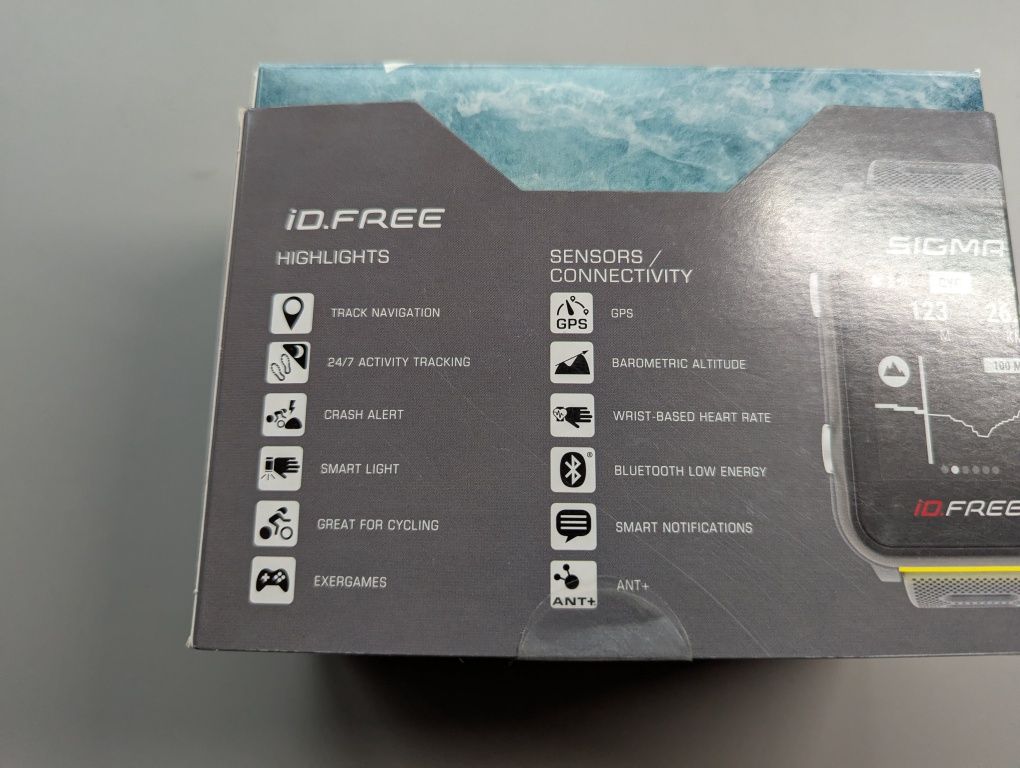 iD.FREE
HIGHLIGHTS
TRACK NAVIGATION
24/7 ACTIVITY TRACKING
CRASH ALERT
SMART LIGHT
GREAT FOR CYCLING
EXERGAMES
SENSORS /
CONNECTIVITY
GPS
GPS
BAROMETRIC ALTITUDE
WRIST-BASED HEART RATE
®
BLUETOOTH LOW ENERGY
SMART NOTIFICATIONS
ANT+
ANT+
SIGMA
123
100 M
iD.FREE